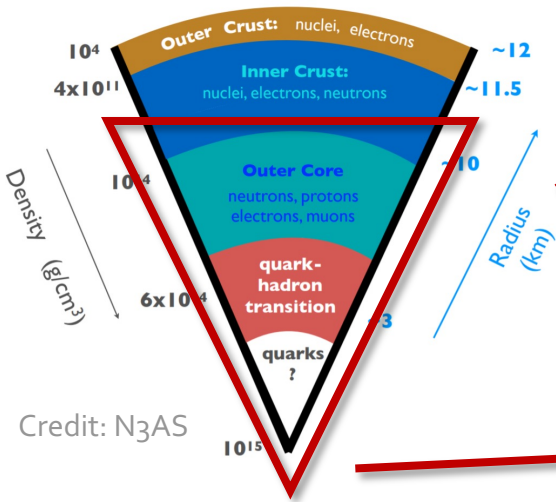 Outer Crust: nuclei, electrons
10⁴
~12
Inner Crust:
4x10¹¹
~11.5
nuclei, electrons, neutrons
~10
Outer Core
neutrons, protons
electrons, muons
Density (g/cm³)
Radius (km)
quark-
hadron
transition
~3
quarks
?
Credit: N3AS
10¹⁵